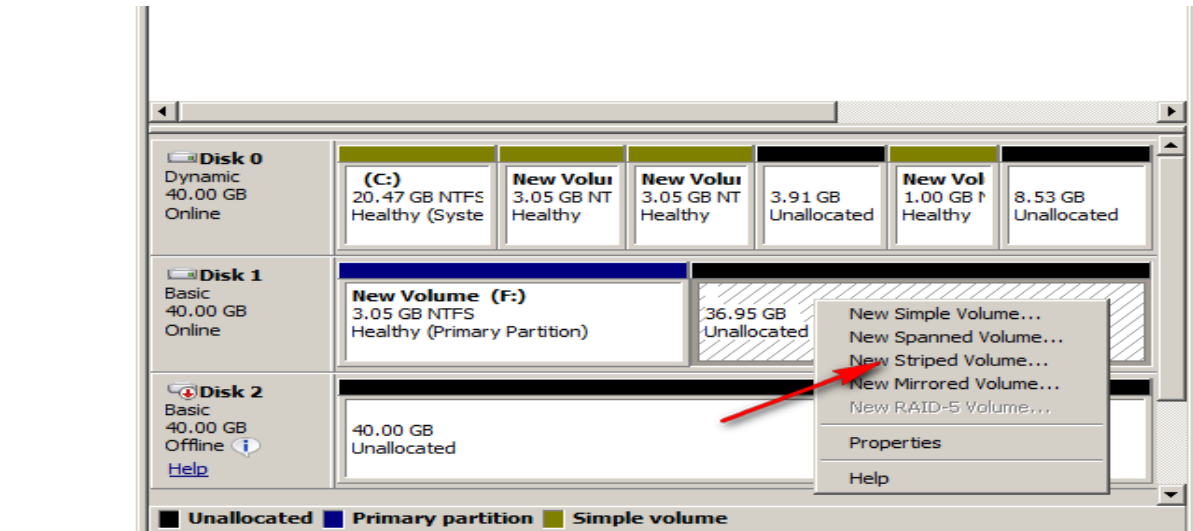 Disk 0
Dynamic
40.00 GB
Online
(C:)
20.47 GB NTFS
Healthy (Syste
New Volur
3.05 GB NT
Healthy
New Volur
3.05 GB NT
Healthy
3.91 GB
Unallocated
New Vol
1.00 GB N
Healthy
8.53 GB
Unallocated
Disk 1
Basic
40.00 GB
Online
New Volume (F:)
3.05 GB NTFS
Healthy (Primary Partition)
36.95 GB
Unallocated
New Simple Volume...
New Spanned Volume...
New Striped Volume...
New Mirrored Volume...
New RAID-5 Volume...
Properties
Help
Disk 2
Basic
40.00 GB
Offline
Help
40.00 GB
Unallocated
Unallocated Primary partition Simple volume